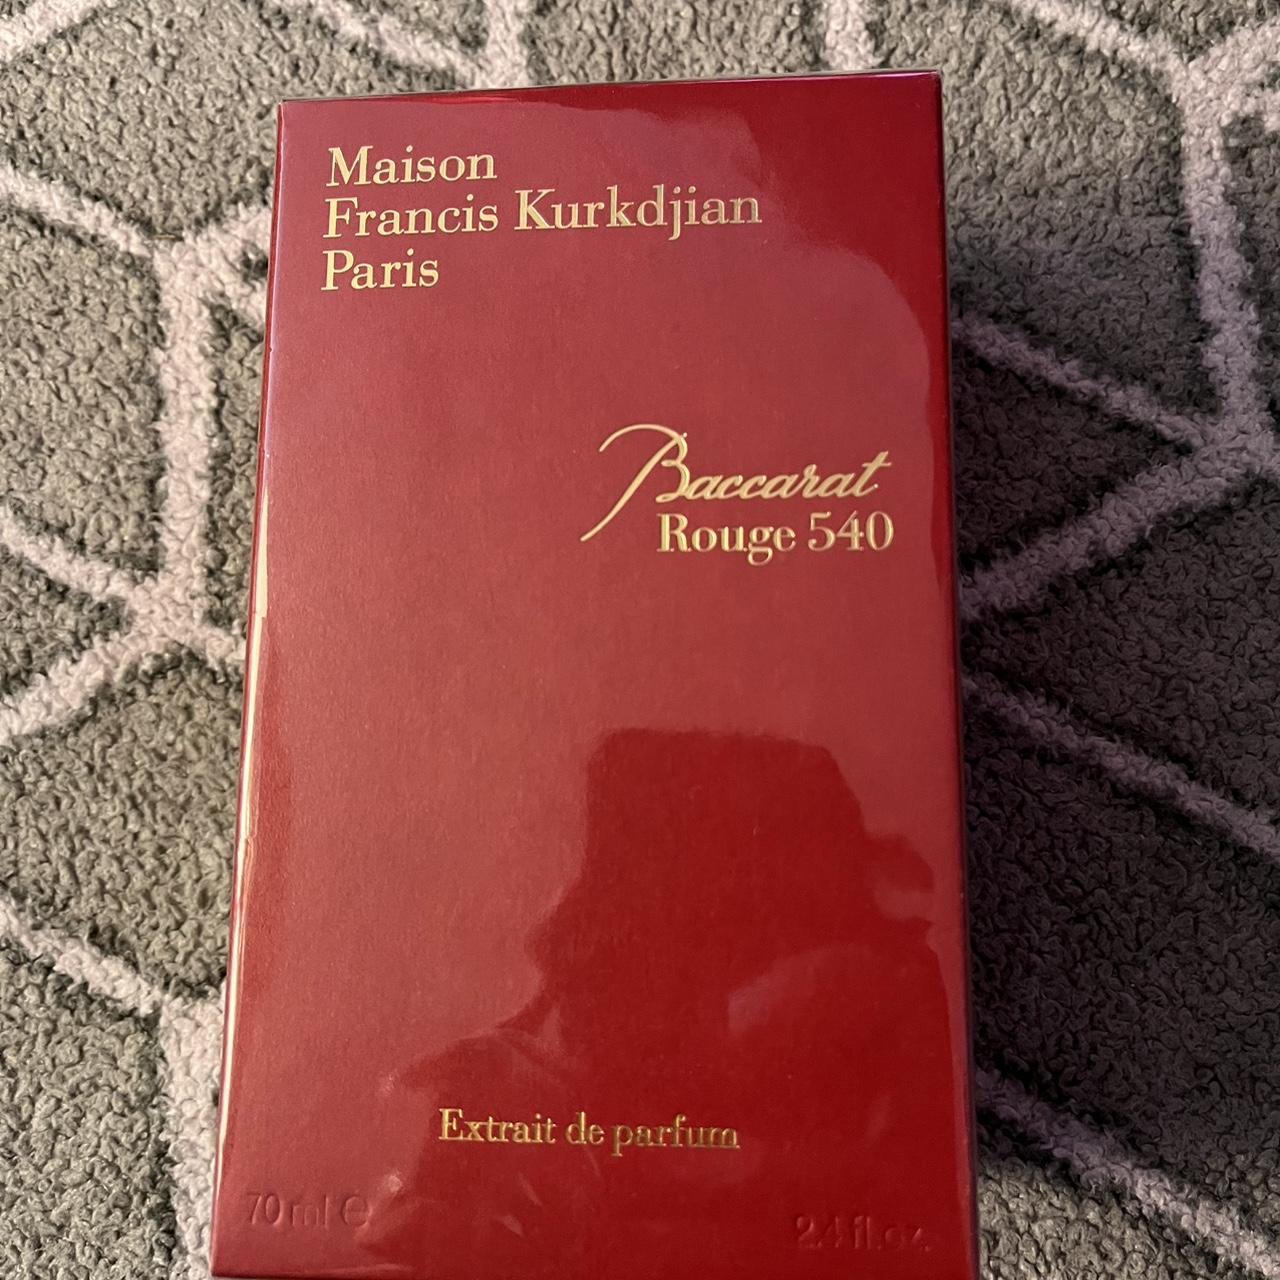 Maison
Francis Kurkdjian
Paris
Baccarat
Rouge 540
Extrait de parfum
70 ml ℮
2.4 fl.oz.